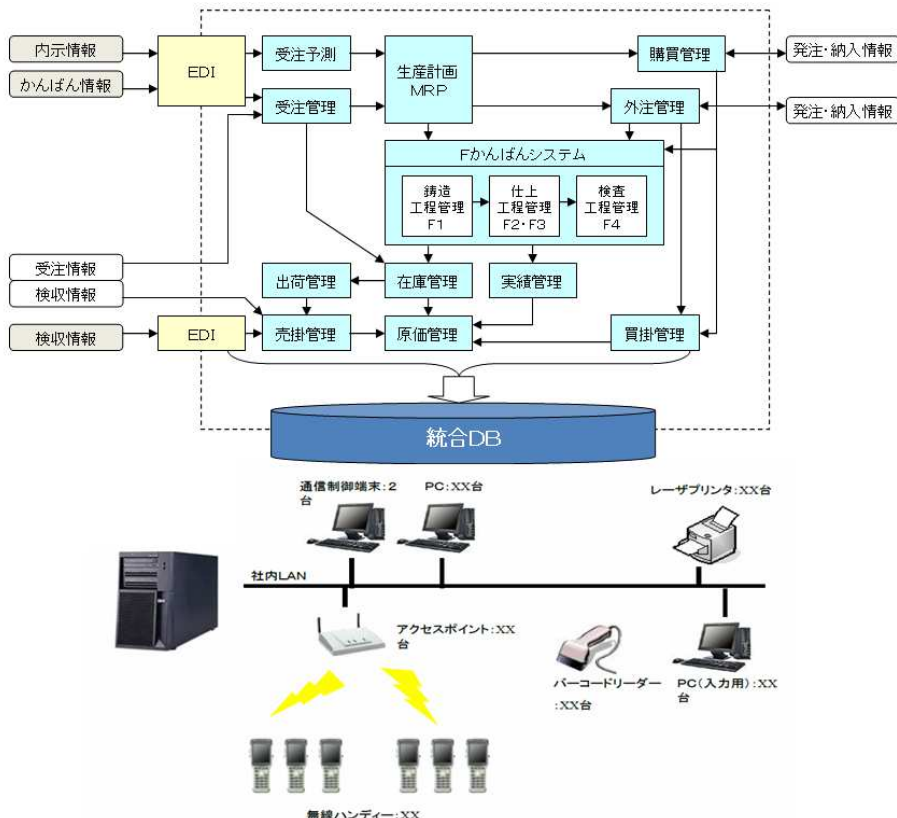 内示情報
かんばん情報
EDI
受注予測
受注管理
生産計画
MRP
購買管理
外注管理
発注・納入情報
発注・納入情報
Fかんばんシステム
鋳造
工程管理
F1
仕上
工程管理
F2・F3
検査
工程管理
F4
受注情報
検収情報
検収情報
EDI
出荷管理
在庫管理
実績管理
売掛管理
原価管理
買掛管理
統合DB
通信制御端末:2
台
PC:XX台
レーザプリンタ:XX台
社内LAN
アクセスポイント:XX
台
バーコードリーダー
:XX台
PC(入力用):XX
台
無線ハンディー:XX